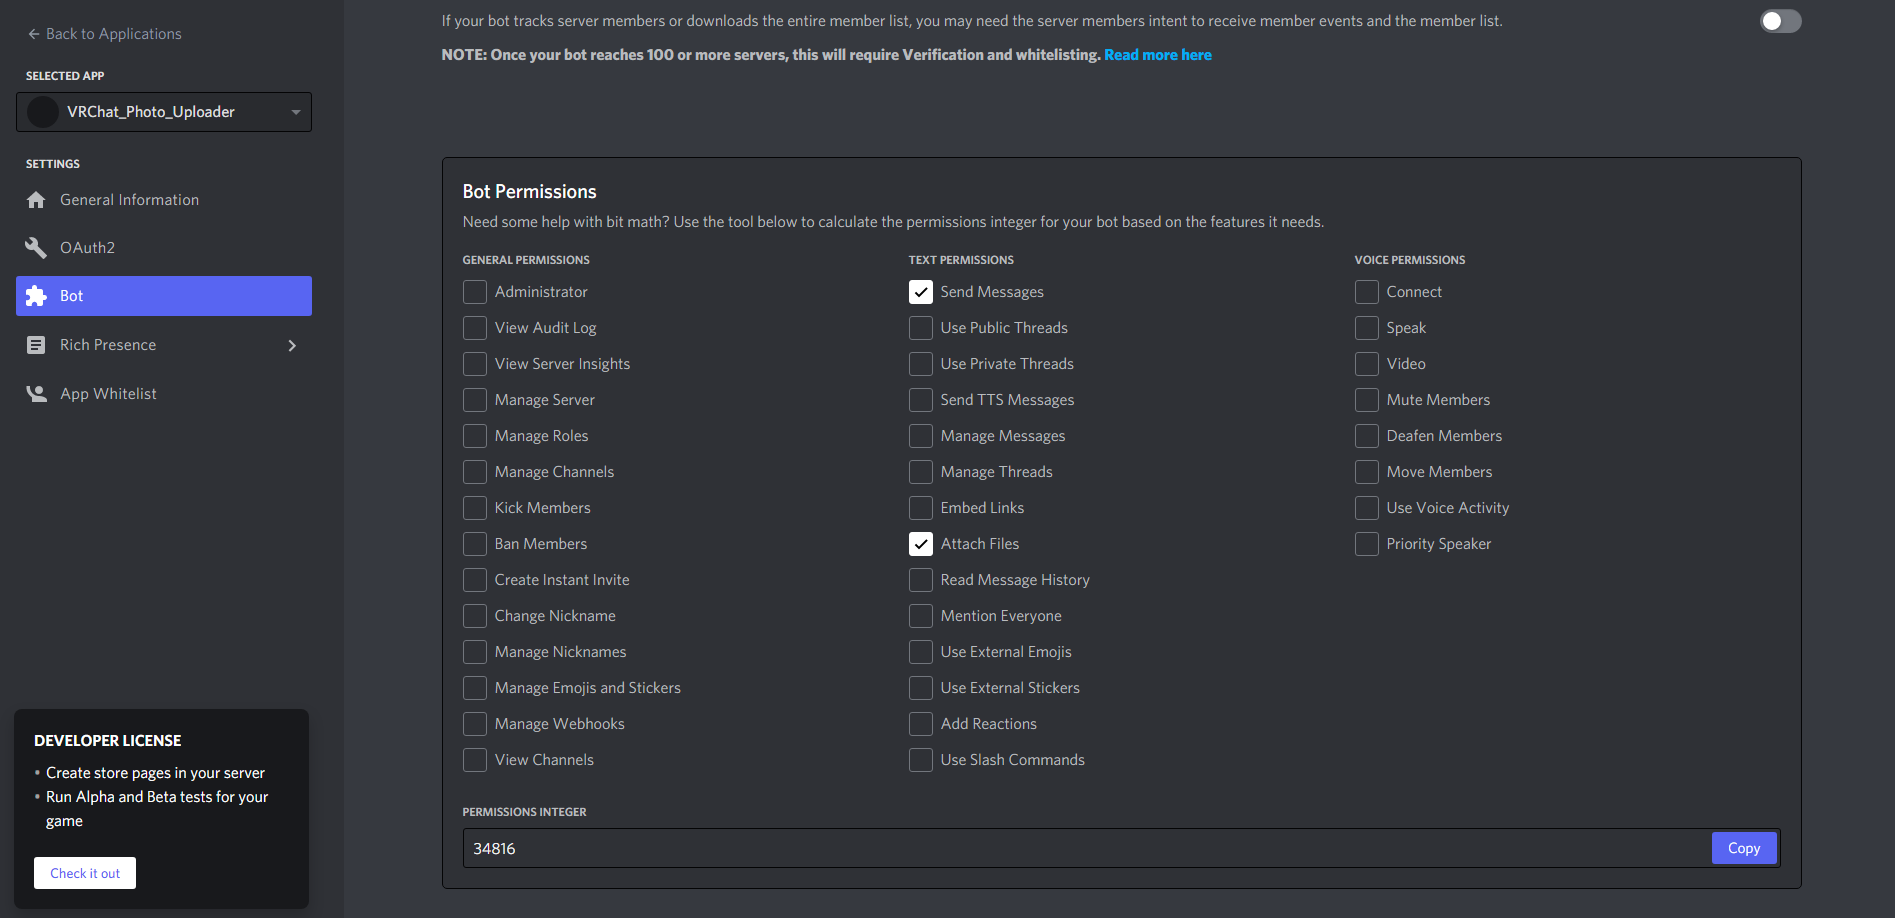 ← Back to Applications
SELECTED APP
VRChat_Photo_Uploader
SETTINGS
General Information
OAuth2
Bot
Rich Presence
App Whitelist
DEVELOPER LICENSE
• Create store pages in your server
• Run Alpha and Beta tests for your
game
Check it out
If your bot tracks server members or downloads the entire member list, you may need the server members intent to receive member events and the member list.
NOTE: Once your bot reaches 100 or more servers, this will require Verification and whitelisting. Read more here
Bot Permissions
Need some help with bit math? Use the tool below to calculate the permissions integer for your bot based on the features it needs.
GENERAL PERMISSIONS
Administrator
View Audit Log
View Server Insights
Manage Server
Manage Roles
Manage Channels
Kick Members
Ban Members
Create Instant Invite
Change Nickname
Manage Nicknames
Manage Emojis and Stickers
Manage Webhooks
View Channels
TEXT PERMISSIONS
Send Messages
Use Public Threads
Use Private Threads
Send TTS Messages
Manage Messages
Manage Threads
Embed Links
Attach Files
Read Message History
Mention Everyone
Use External Emojis
Use External Stickers
Add Reactions
Use Slash Commands
VOICE PERMISSIONS
Connect
Speak
Video
Mute Members
Deafen Members
Move Members
Use Voice Activity
Priority Speaker
PERMISSIONS INTEGER
34816
Copy